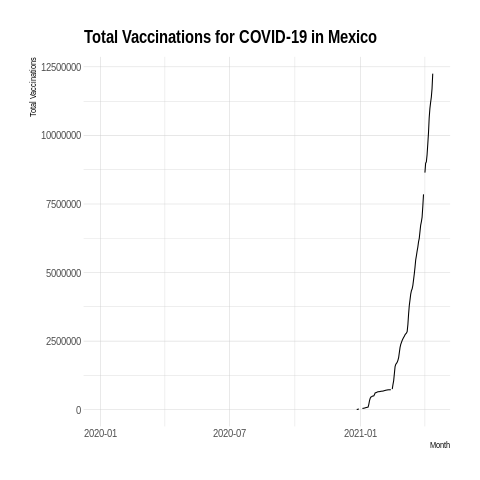 Total Vaccinations for COVID-19 in Mexico
Total Vaccinations
12500000
10000000
7500000
5000000
2500000
0
2020-01 2020-07 2021-01
Month